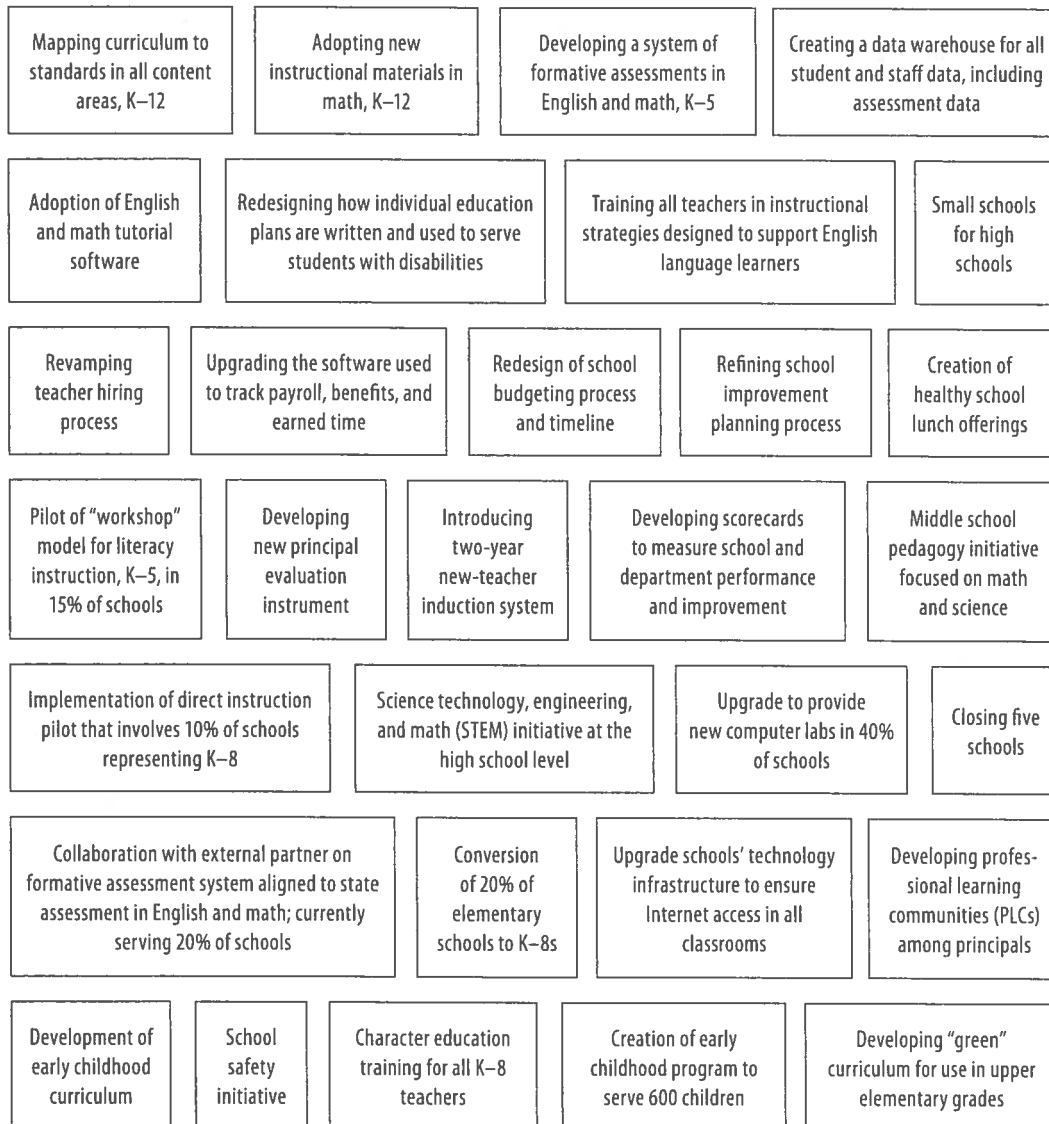 Mapping curriculum to
standards in all content
areas, K–12
Adopting new
instructional materials in
math, K–12
Developing a system of
formative assessments in
English and math, K–5
Creating a data warehouse for all
student and staff data, including
assessment data
Adoption of English
and math tutorial
software
Redesigning how individual education
plans are written and used to serve
students with disabilities
Training all teachers in instructional
strategies designed to support English
language learners
Small schools
for high
schools
Revamping
teacher hiring
process
Upgrading the software used
to track payroll, benefits, and
earned time
Redesign of school
budgeting process
and timeline
Refining school
improvement
planning process
Creation of
healthy school
lunch offerings
Pilot of “workshop”
model for literacy
instruction, K–5, in
15% of schools
Developing
new principal
evaluation
instrument
Introducing
two-year
new-teacher
induction system
Developing scorecards
to measure school and
department performance
and improvement
Middle school
pedagogy initiative
focused on math
and science
Implementation of direct instruction
pilot that involves 10% of schools
representing K–8
Science technology, engineering,
and math (STEM) initiative at the
high school level
Upgrade to provide
new computer labs in 40%
of schools
Closing five
schools
Collaboration with external partner on
formative assessment system aligned to state
assessment in English and math; currently
serving 20% of schools
Conversion
of 20% of
elementary
schools to K–8s
Upgrade schools’ technology
infrastructure to ensure
Internet access in all
classrooms
Developing profes-
sional learning
communities (PLCs)
among principals
Development of
early childhood
curriculum
School
safety
initiative
Character education
training for all K–8
teachers
Creation of early
childhood program to
serve 600 children
Developing “green”
curriculum for use in upper
elementary grades